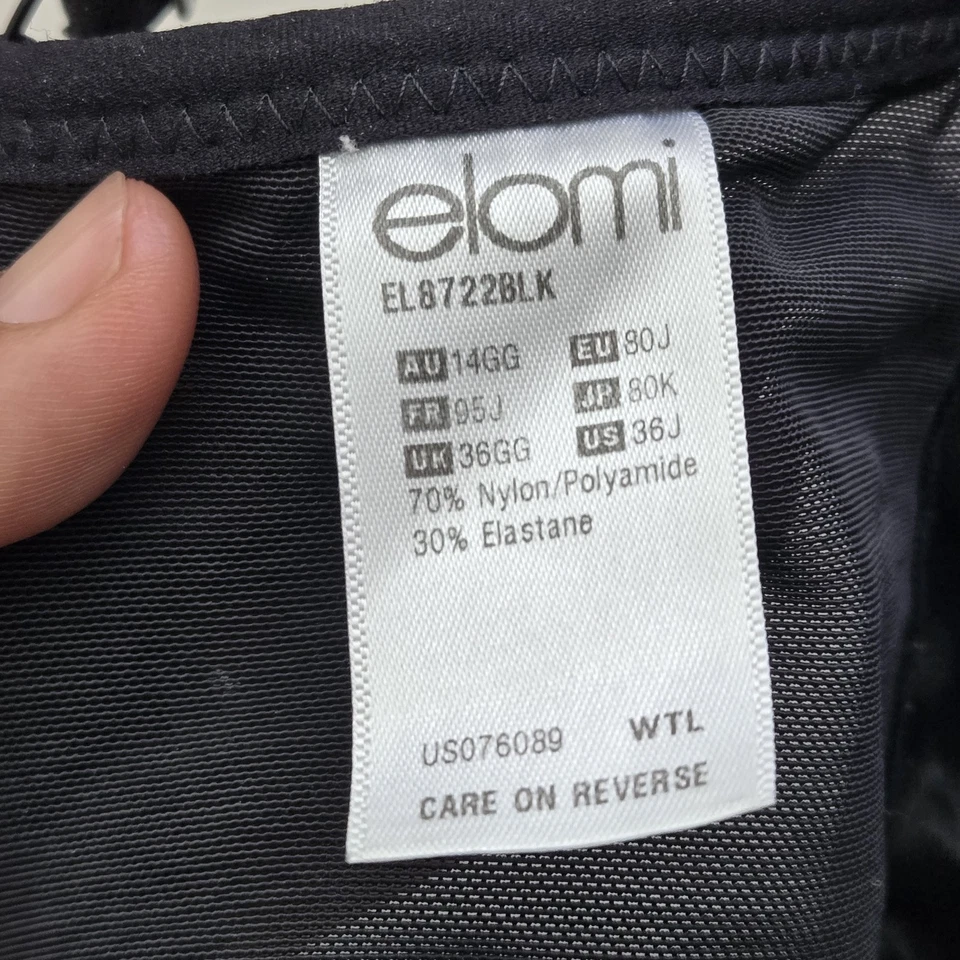 elomi
EL8722BLK
AU 14GG EU 80J
FR 95J JP 80K
UK 36GG US 36J
70% Nylon/Polyamide
30% Elastane
US076089 WTL
CARE ON REVERSE